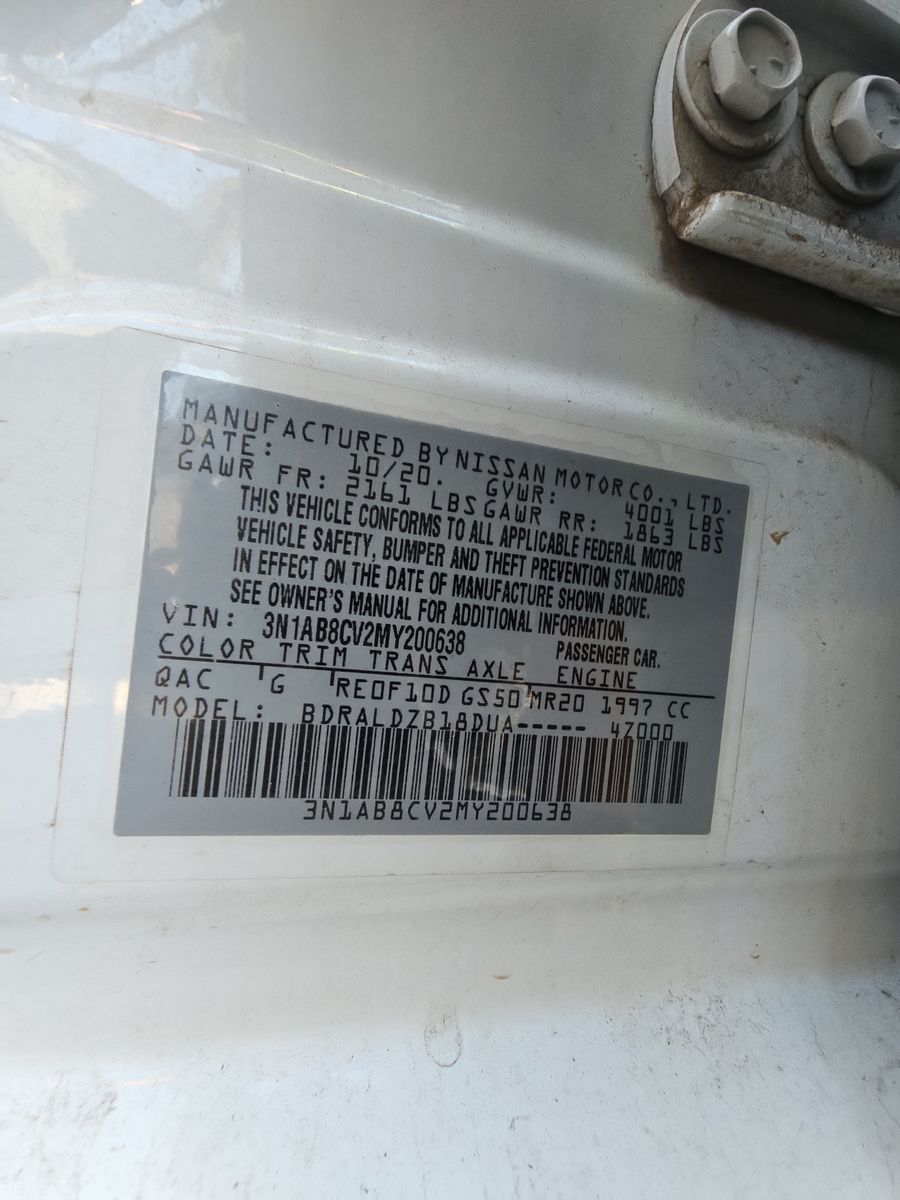 MANUFACTURED BY NISSAN MOTOR CO., LTD.
DATE: 10/20. GVWR: 4001 LBS
GAWR FR: 2161 LBS GAWR RR: 1863 LBS
THIS VEHICLE CONFORMS TO ALL APPLICABLE FEDERAL MOTOR
VEHICLE SAFETY, BUMPER AND THEFT PREVENTION STANDARDS
IN EFFECT ON THE DATE OF MANUFACTURE SHOWN ABOVE.
SEE OWNER'S MANUAL FOR ADDITIONAL INFORMATION.
VIN: 3N1AB8CV2MY200638 PASSENGER CAR.
COLOR TRIM TRANS AXLE ENGINE
QAC G RE0F10D GS50 MR20 1997 CC
MODEL: BDRALDZB18DUA----- 4Z000
3N1AB8CV2MY200638